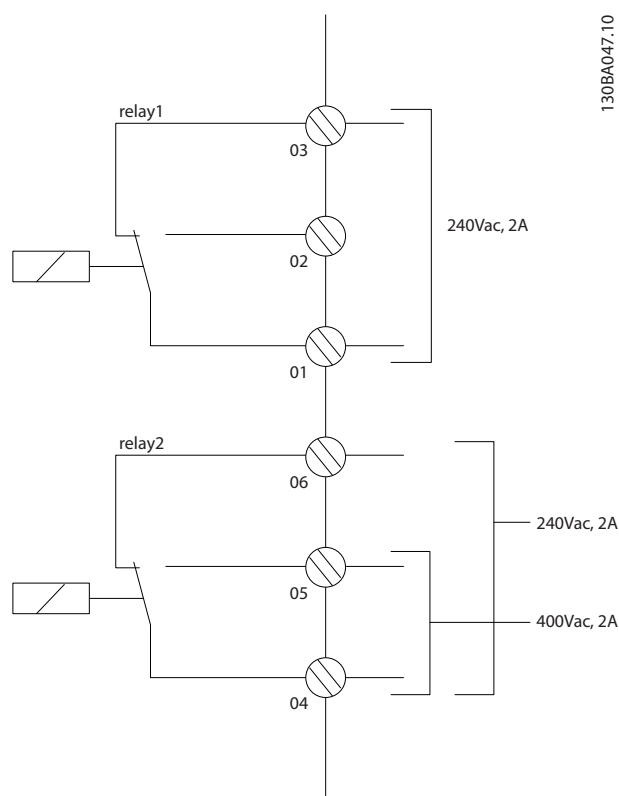 130BA047.10
relay1
03
240Vac, 2A
02
01
relay2
06
240Vac, 2A
05
400Vac, 2A
04